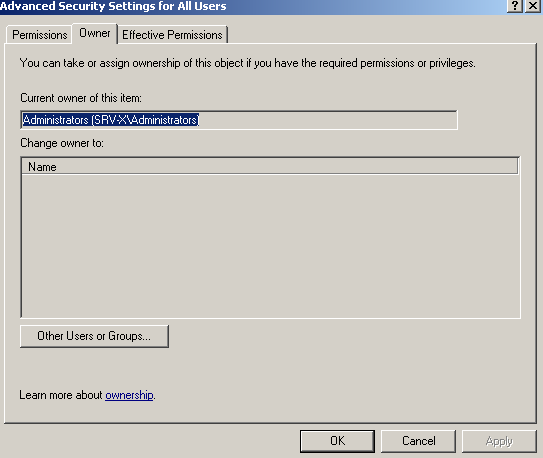 Advanced Security Settings for All Users
Permissions Owner Effective Permissions
You can take or assign ownership of this object if you have the required permissions or privileges.
Current owner of this item:
Administrators (SRV-X\Administrators)
Change owner to:
Name
Other Users or Groups...
Learn more about ownership.
OK Cancel Apply